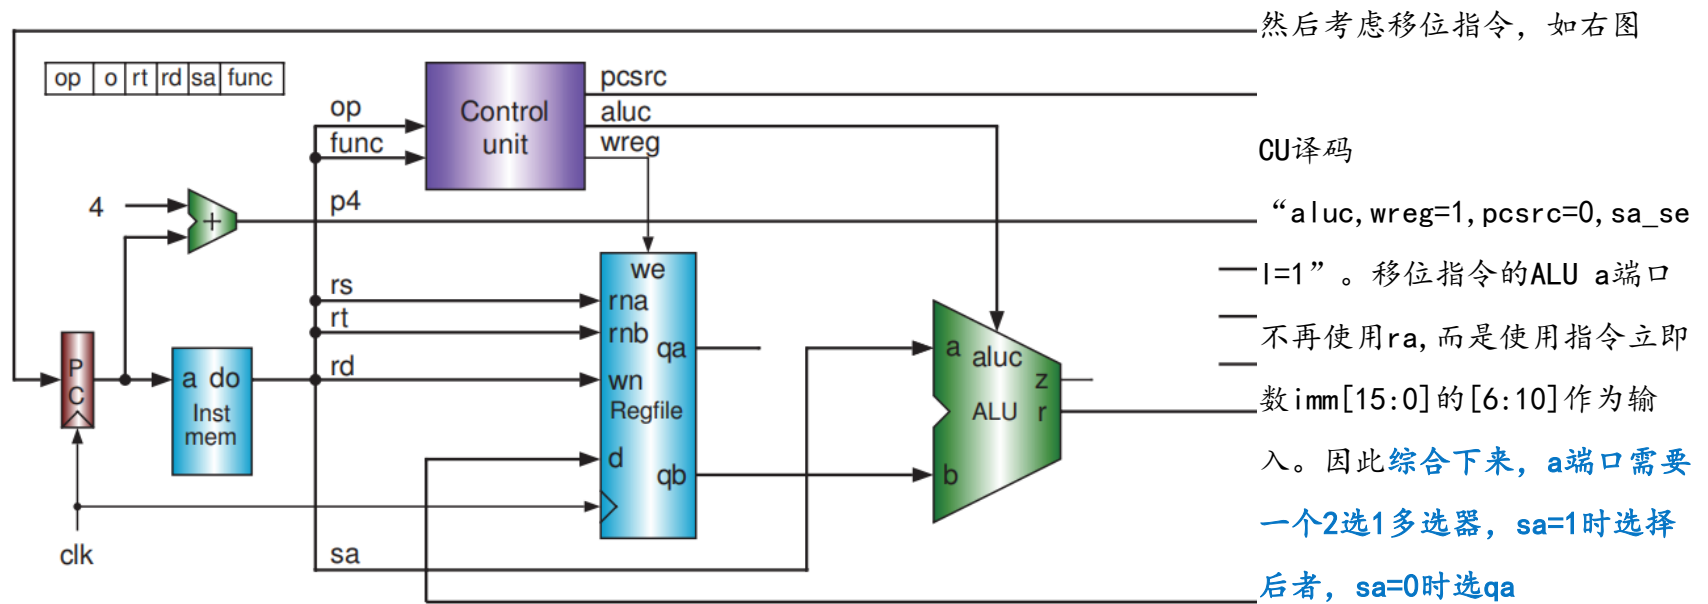 然后考虑移位指令，如右图
op o rt rd sa func
pcsrc
op
Control
unit
aluc
func
wreg
CU译码
4
+
p4
“aluc,wreg=1,pcsrc=0,sa_se
l=1”。移位指令的ALU a端口
we
rs
rna
rt
rnb
qa
不再使用ra,而是使用指令立即
P
C
a do
Inst
mem
rd
wn
Regfile
a
aluc
z
ALU
r
数imm[15:0]的[6:10]作为输
d
qb
b
入。因此综合下来，a端口需要
一个2选1多选器，sa=1时选择
clk
sa
后者，sa=0时选qa